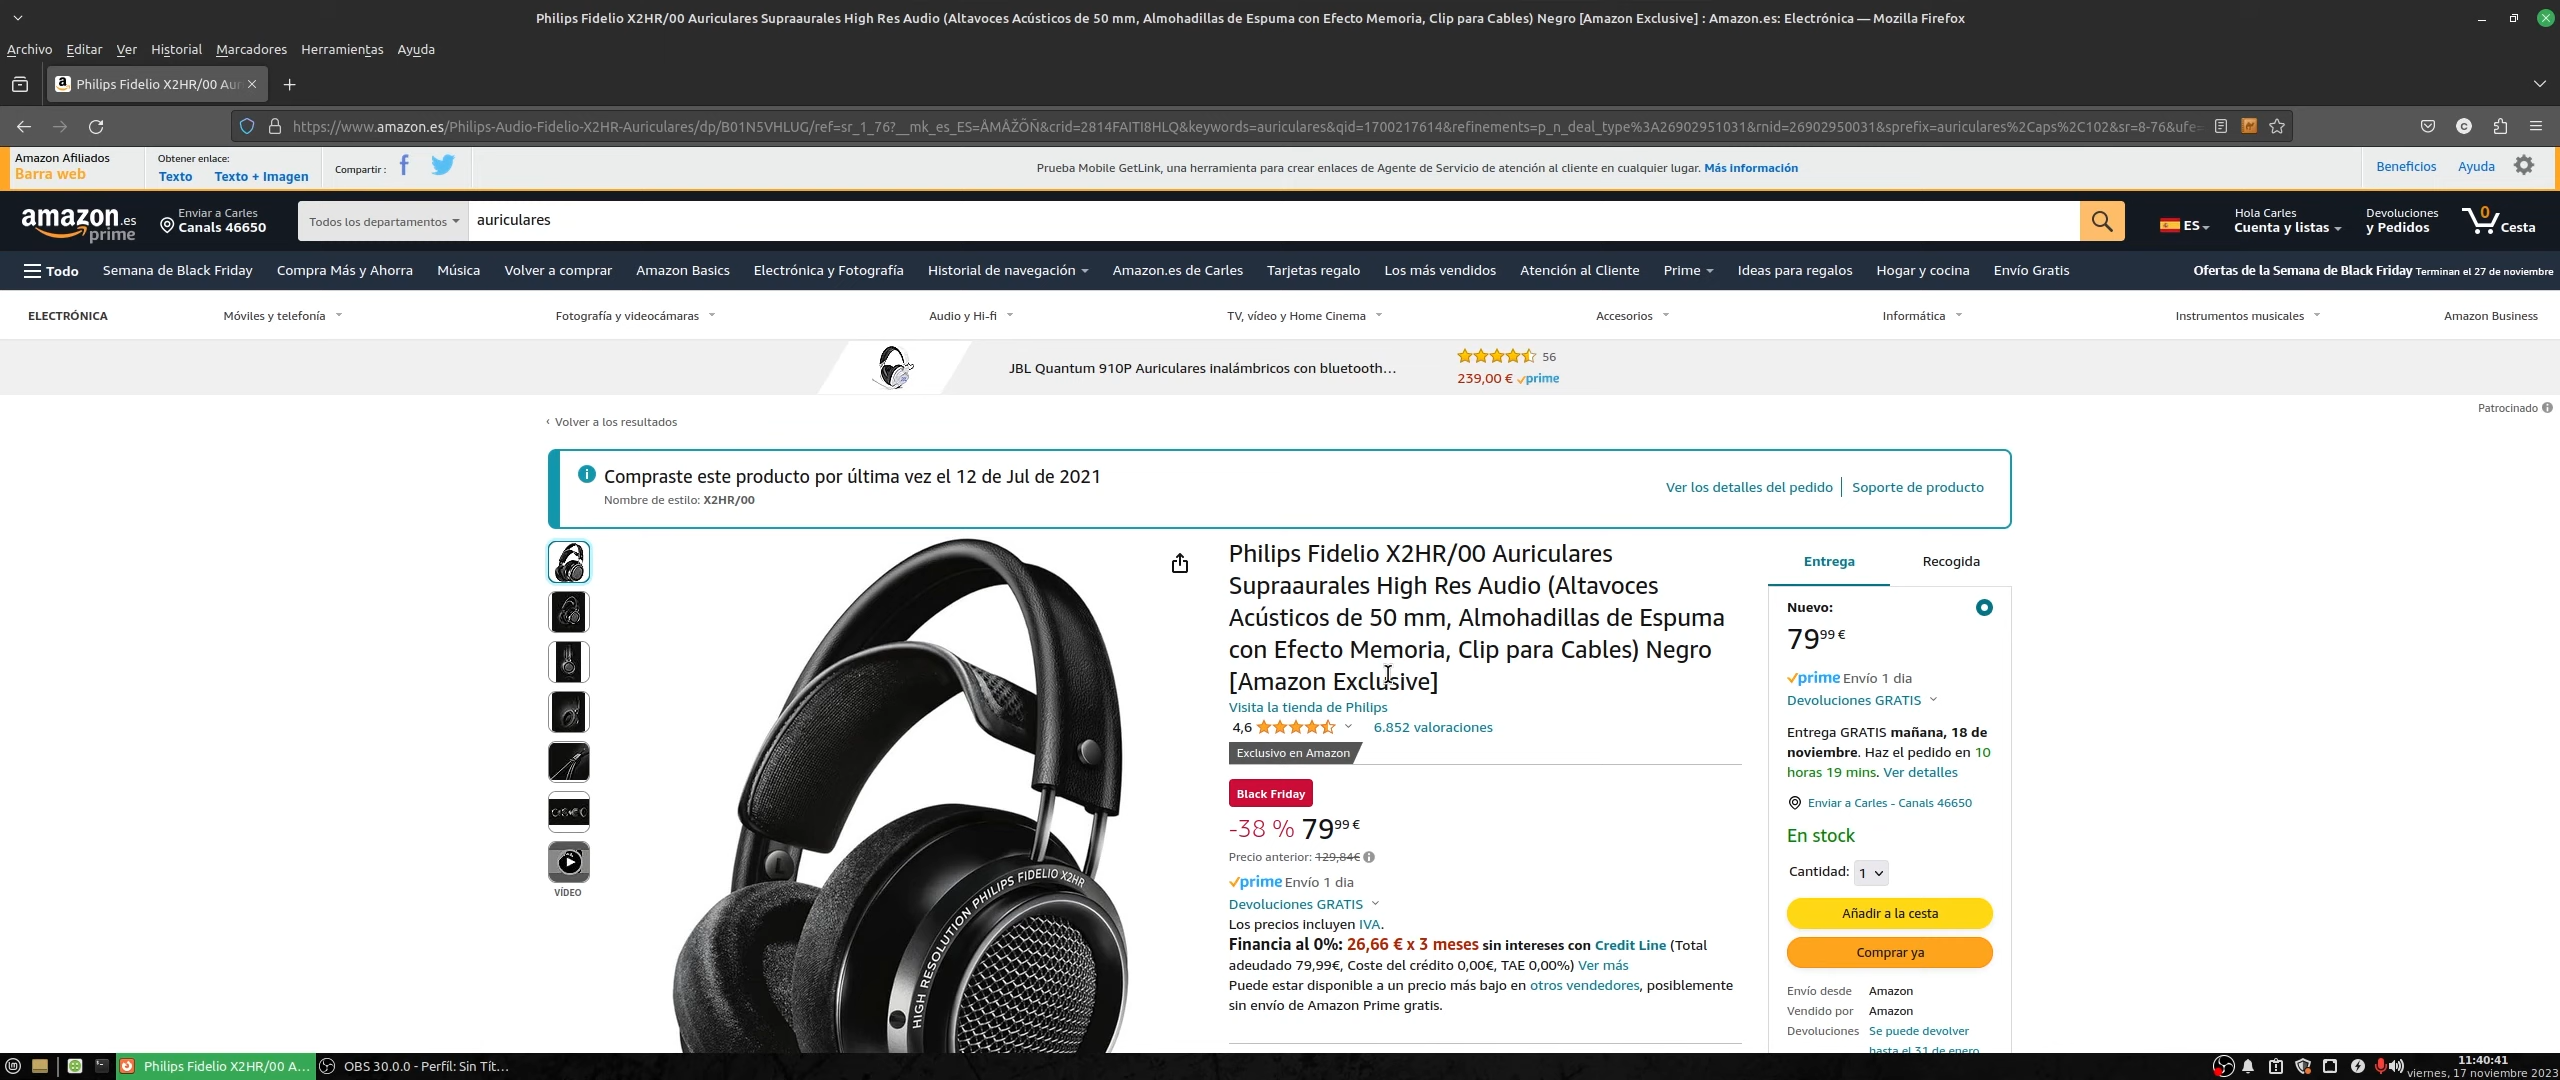 Philips Fidelio X2HR/00 Auriculares Supraaurales High Res Audio (Altavoces Acústicos de 50 mm, Almohadillas de Espuma con Efecto Memoria, Clip para Cables) Negro [Amazon Exclusive] : Amazon.es: Electrónica — Mozilla Firefox
Archivo Editar Ver Historial Marcadores Herramientas Ayuda
Philips Fidelio X2HR/00 Au
https://www.amazon.es/Philips-Audio-Fidelio-X2HR-Auriculares/dp/B01N5VHLUG/ref=sr_1_76?__mk_es_ES=ÅMÅŽÕÑ&crid=2814FAITI8HLQ&keywords=auriculares&qid=1700217614&refinements=p_n_deal_type%3A26902951031&rnid=26902950031&sprefix=auriculares%2Caps%2C102&sr=8-76&ufe=
Amazon Afiliados
Barra web
Obtener enlace:
Texto Texto + Imagen
Compartir :
Prueba Mobile GetLink, una herramienta para crear enlaces de Agente de Servicio de atención al cliente en cualquier lugar. Más información
Beneficios Ayuda
amazon.es
prime
Enviar a Carles
Canals 46650
Todos los departamentos
auriculares
ES
Hola Carles
Cuenta y listas
Devoluciones
y Pedidos
0
Cesta
Todo Semana de Black Friday Compra Más y Ahorra Música Volver a comprar Amazon Basics Electrónica y Fotografía Historial de navegación Amazon.es de Carles Tarjetas regalo Los más vendidos Atención al Cliente Prime Ideas para regalos Hogar y cocina Envío Gratis Ofertas de la Semana de Black Friday Terminan el 27 de noviembre
ELECTRÓNICA Móviles y telefonía Fotografía y videocámaras Audio y Hi-fi TV, vídeo y Home Cinema Accesorios Informática Instrumentos musicales Amazon Business
JBL Quantum 910P Auriculares inalámbricos con bluetooth…
56
239,00 € prime
Patrocinado
‹ Volver a los resultados
Compraste este producto por última vez el 12 de Jul de 2021
Nombre de estilo: X2HR/00
Ver los detalles del pedido Soporte de producto
VÍDEO
L
HIGH RESOLUTION PHILIPS FIDELIO X2HR
Philips Fidelio X2HR/00 Auriculares
Supraaurales High Res Audio (Altavoces
Acústicos de 50 mm, Almohadillas de Espuma
con Efecto Memoria, Clip para Cables) Negro
[Amazon Exclusive]
Visita la tienda de Philips
4,6 6.852 valoraciones
Exclusivo en Amazon
Black Friday
-38 % 79 99 €
Precio anterior: 129,84€
prime Envío 1 dia
Devoluciones GRATIS
Los precios incluyen IVA.
Financia al 0%: 26,66 € x 3 meses sin intereses con Credit Line (Total
adeudado 79,99€, Coste del crédito 0,00€, TAE 0,00%) Ver más
Puede estar disponible a un precio más bajo en otros vendedores, posiblemente
sin envío de Amazon Prime gratis.
Entrega Recogida
Nuevo:
79 99 €
prime Envío 1 dia
Devoluciones GRATIS
Entrega GRATIS mañana, 18 de
noviembre. Haz el pedido en 10
horas 19 mins. Ver detalles
Enviar a Carles - Canals 46650
En stock
Cantidad: 1
Añadir a la cesta
Comprar ya
Envío desde Amazon
Vendido por Amazon
Devoluciones Se puede devolver
hasta el 31 de enero
Philips Fidelio X2HR/00 A...
OBS 30.0.0 - Perfil: Sin Tít...
11:40:41
viernes, 17 noviembre 2023